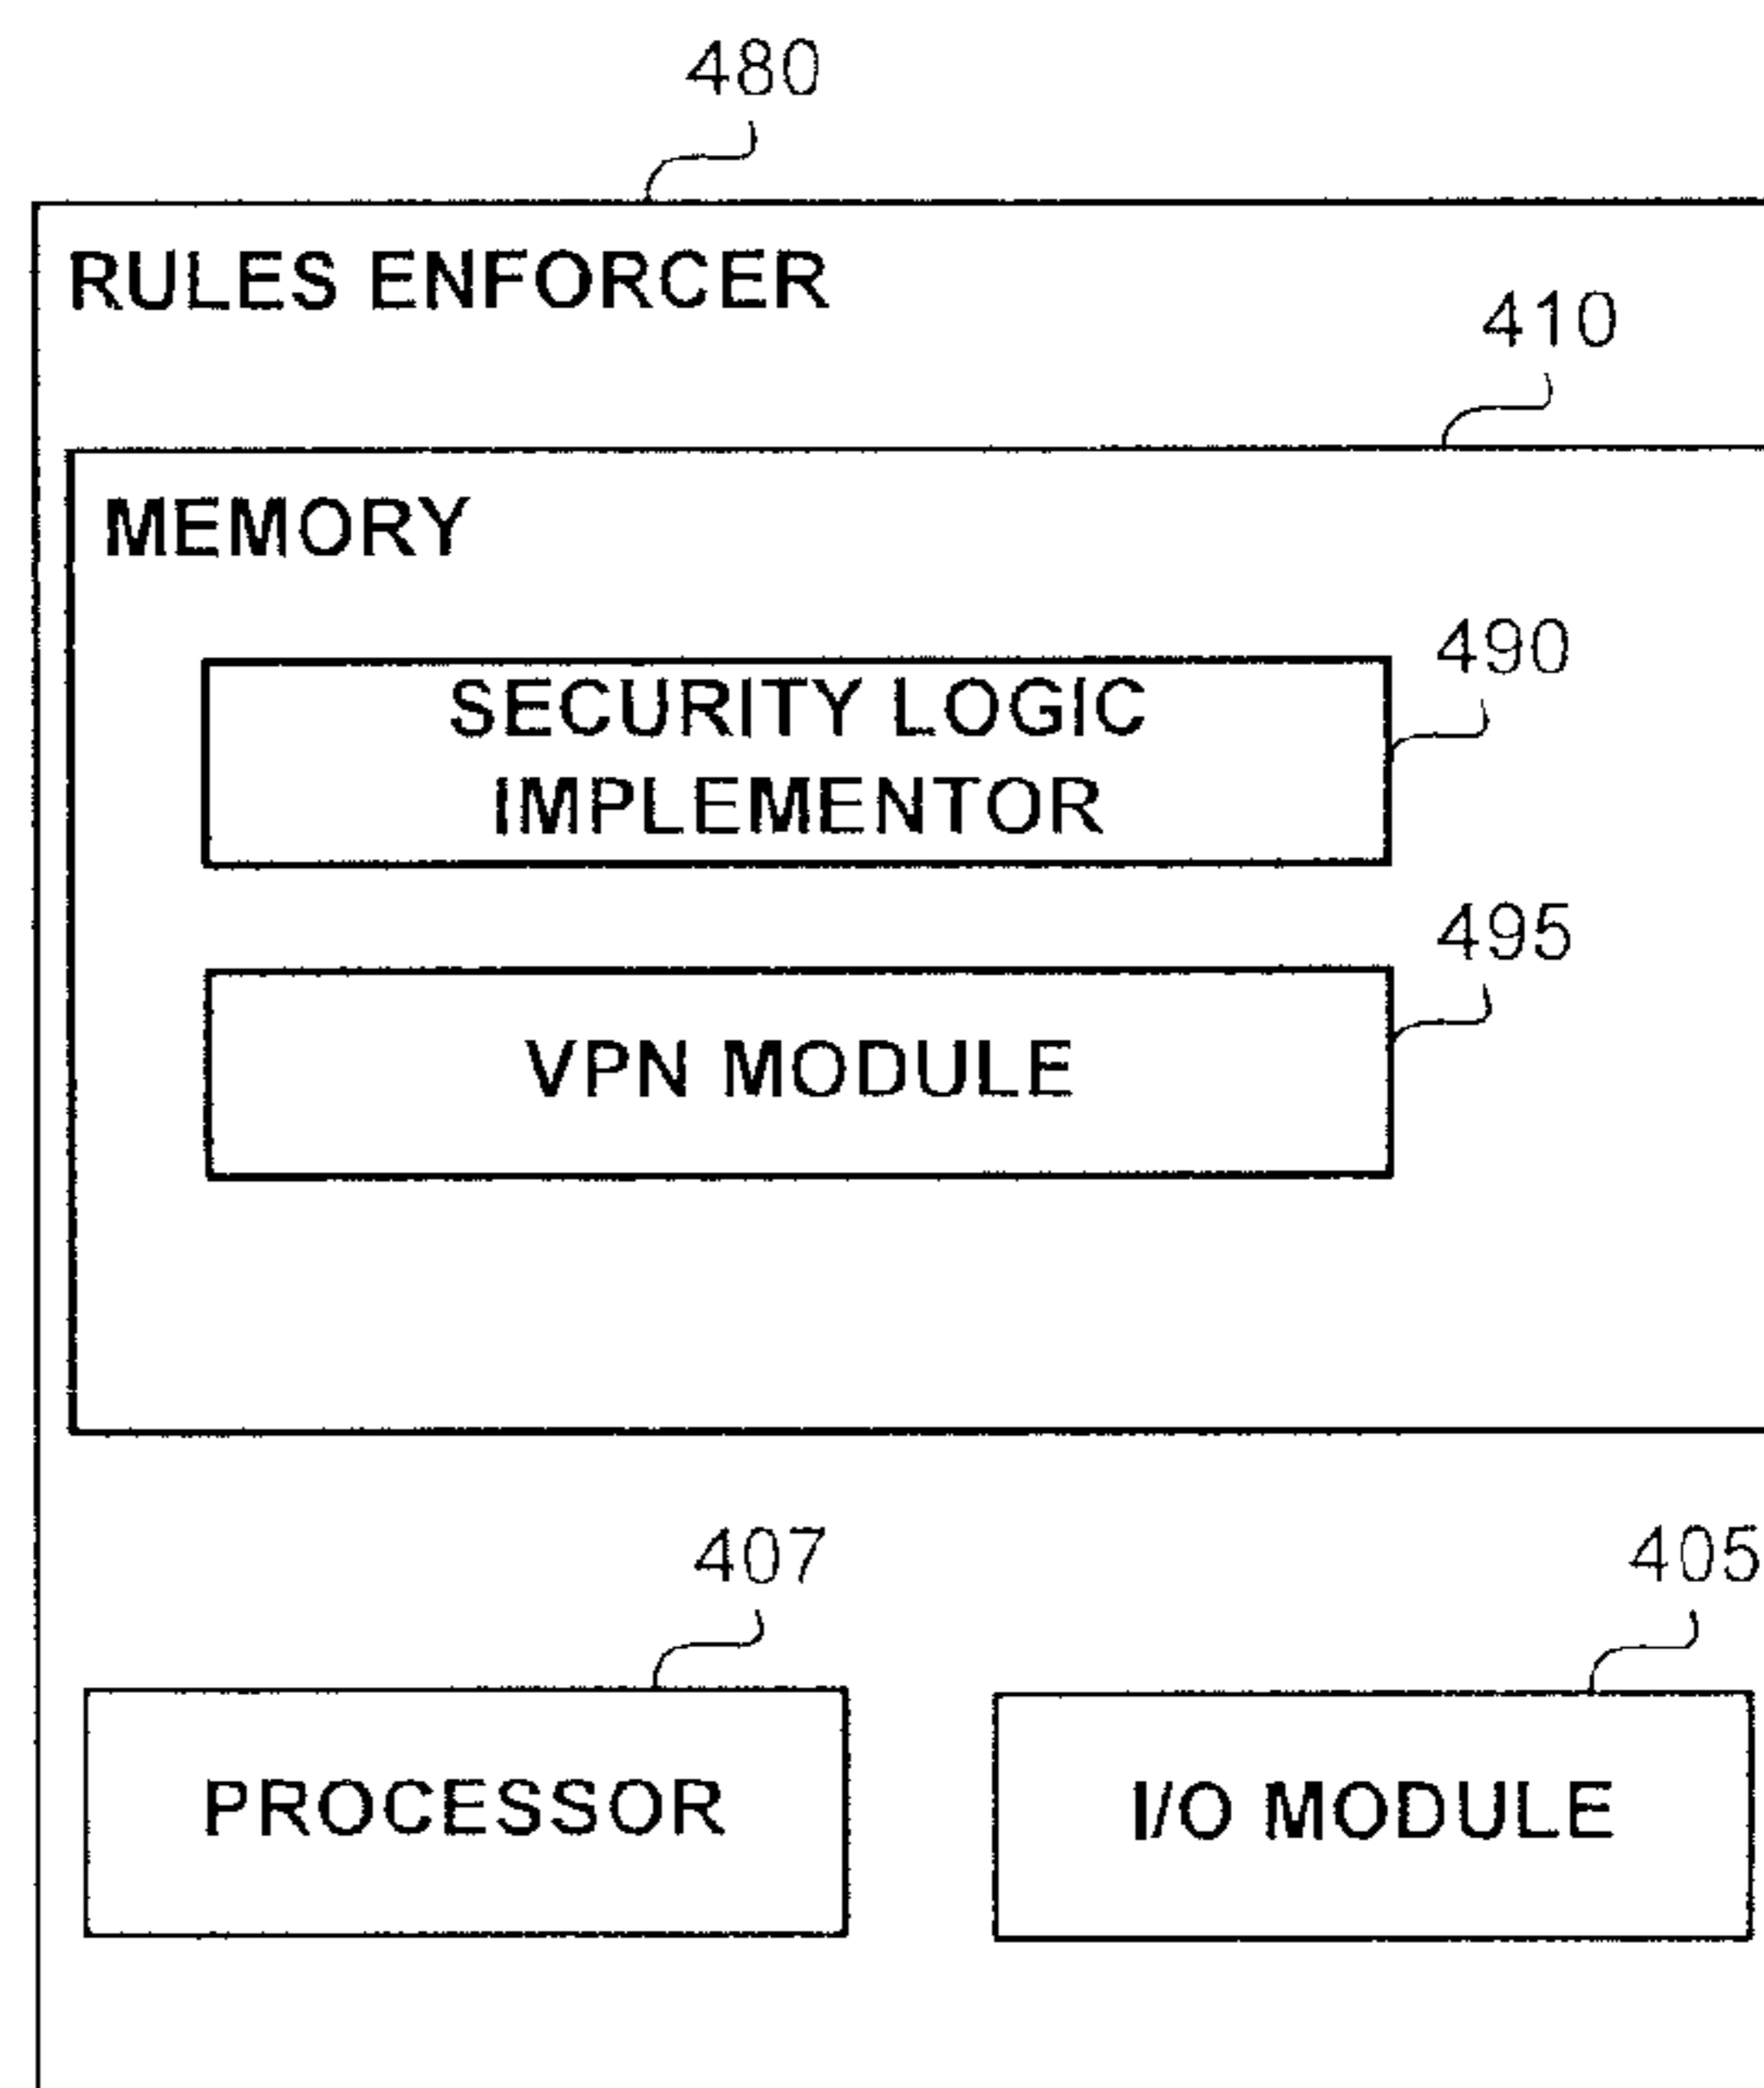 480
RULES ENFORCER
410
MEMORY
490
SECURITY LOGIC
IMPLEMENTOR
495
VPN MODULE
407
405
PROCESSOR
I/O MODULE